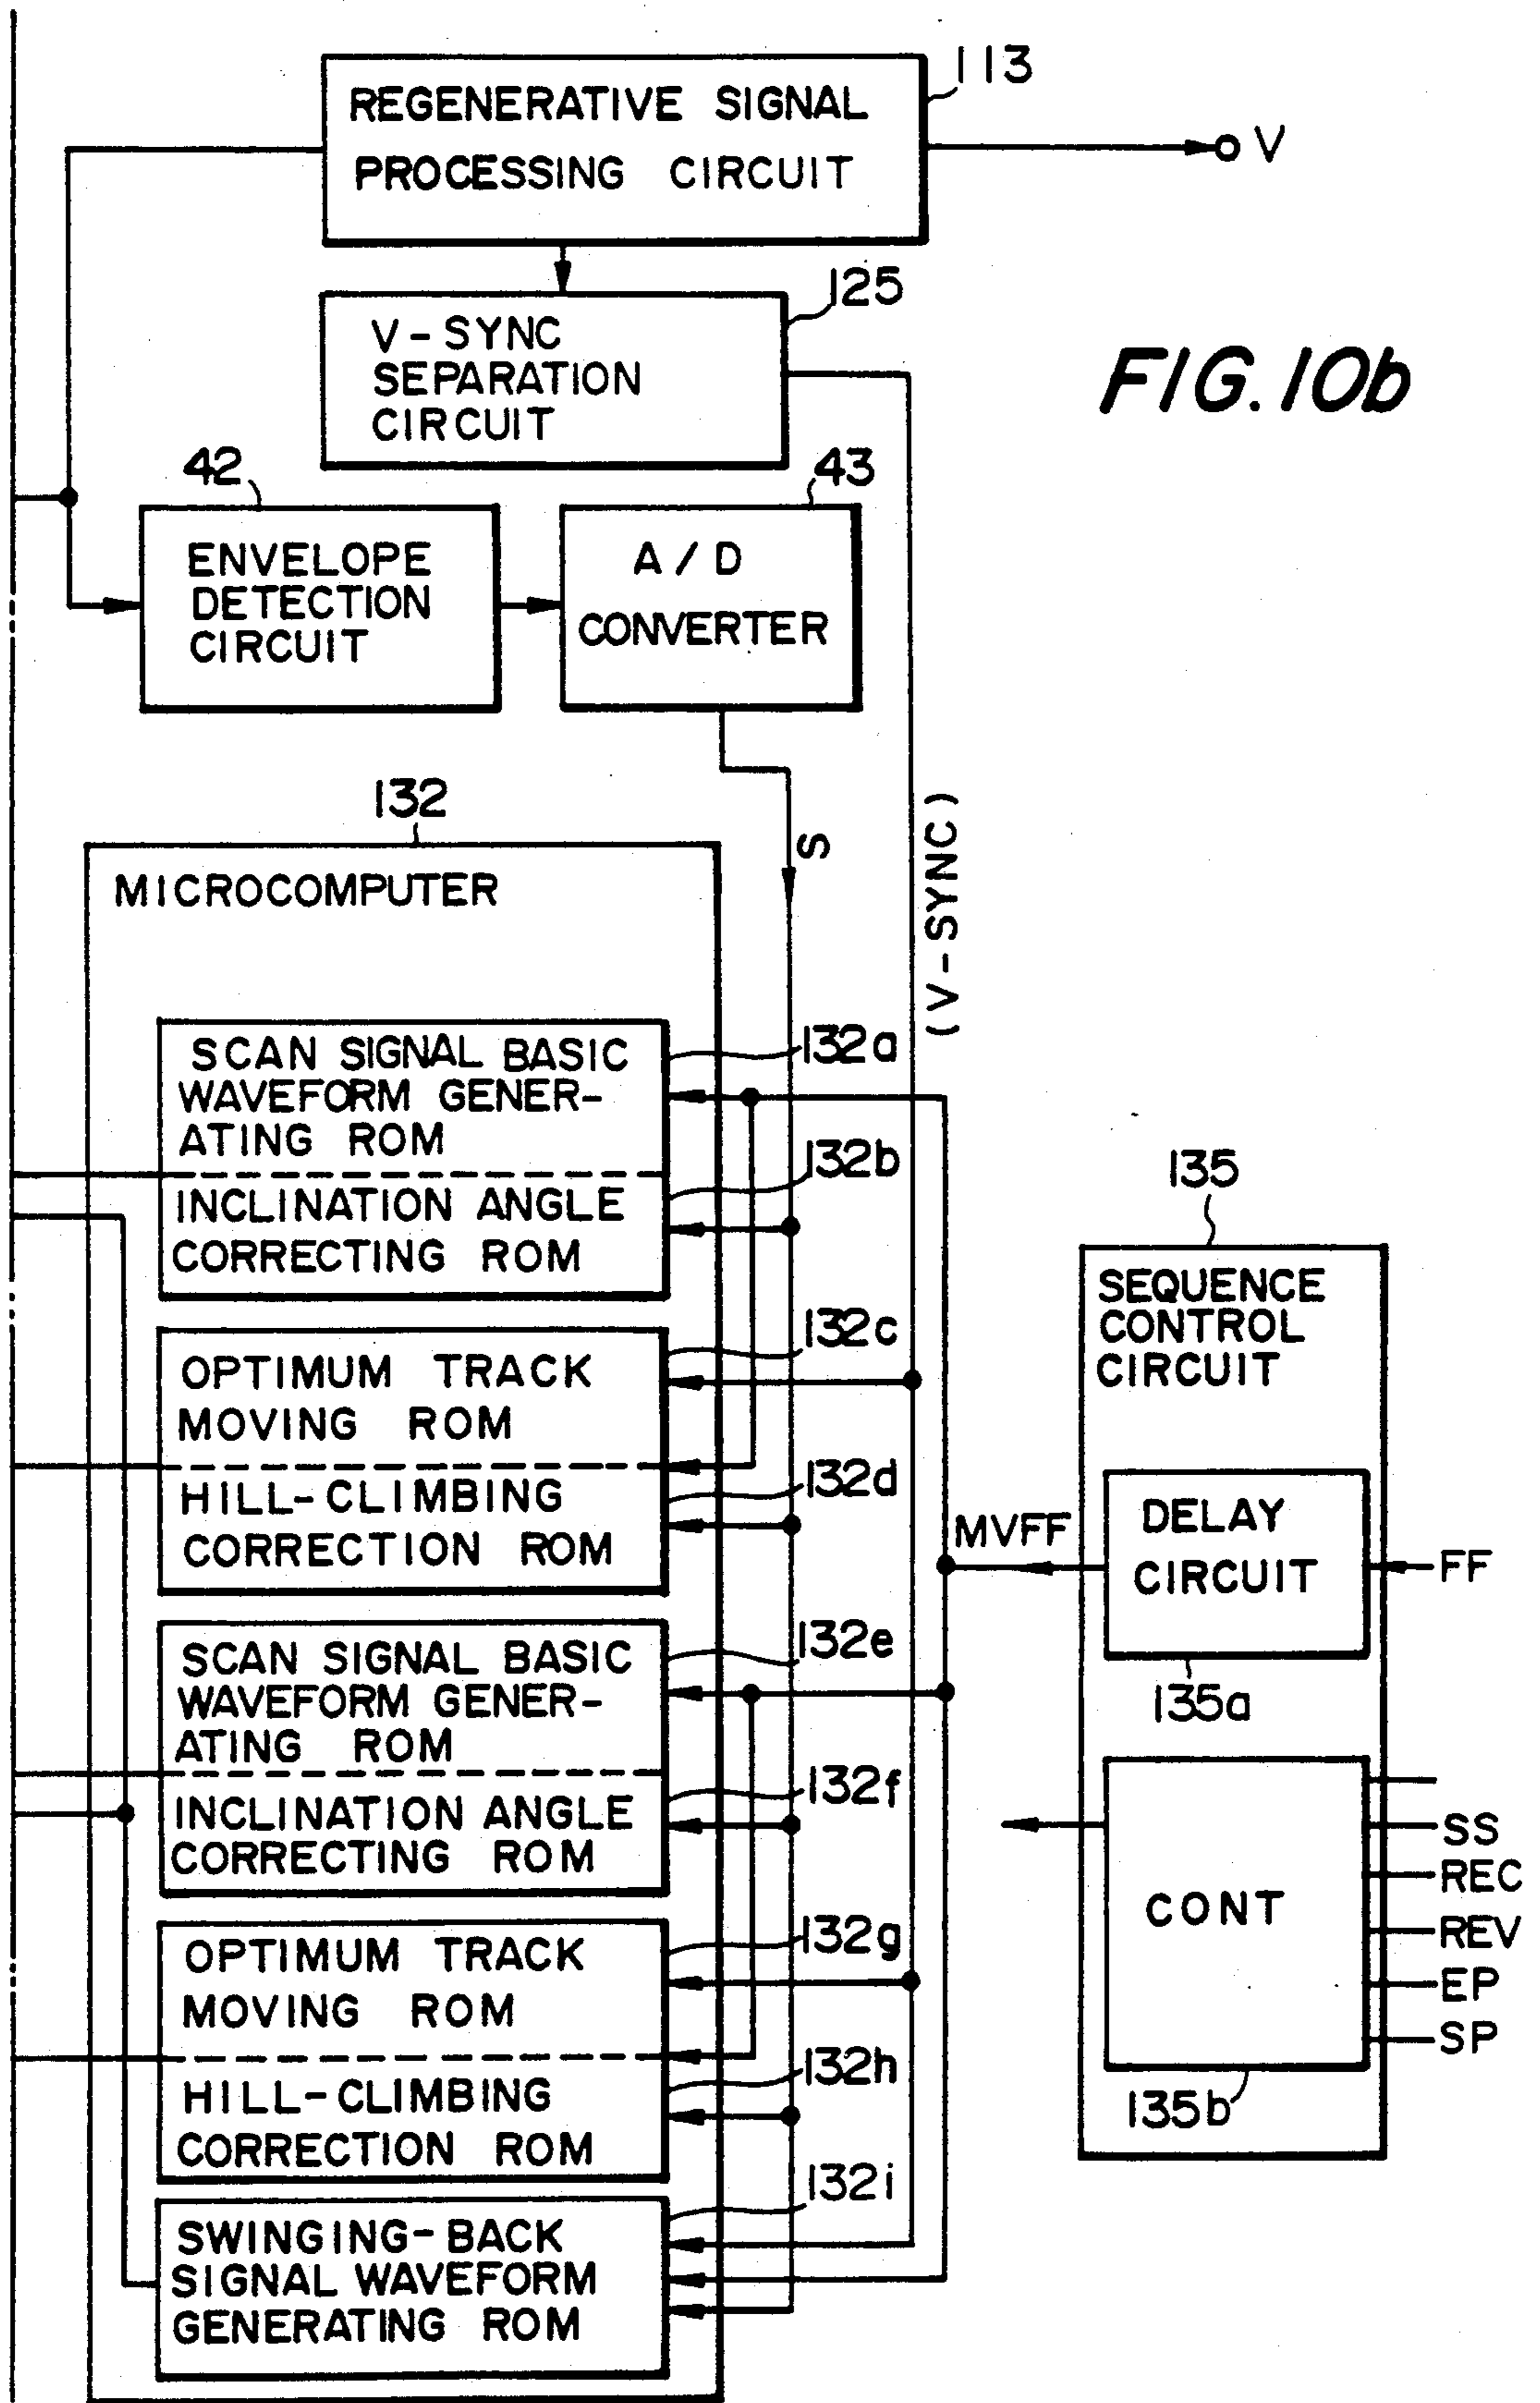 113
REGENERATIVE SIGNAL
PROCESSING CIRCUIT
V
125
V-SYNC
SEPARATION
CIRCUIT
FIG. 10b
42
43
ENVELOPE
DETECTION
CIRCUIT
A/D
CONVERTER
132
S
(V-SYNC)
MICROCOMPUTER
SCAN SIGNAL BASIC
WAVEFORM GENER-
ATING ROM
132a
132b
INCLINATION ANGLE
CORRECTING ROM
135
SEQUENCE
CONTROL
CIRCUIT
132c
OPTIMUM TRACK
MOVING ROM
132d
HILL-CLIMBING
CORRECTION ROM
MVFF
DELAY
CIRCUIT
FF
135a
132e
SCAN SIGNAL BASIC
WAVEFORM GENER-
ATING ROM
132f
INCLINATION ANGLE
CORRECTING ROM
CONT
SS
REC
REV
EP
SP
135b
132g
OPTIMUM TRACK
MOVING ROM
132h
HILL-CLIMBING
CORRECTION ROM
132i
SWINGING-BACK
SIGNAL WAVEFORM
GENERATING ROM